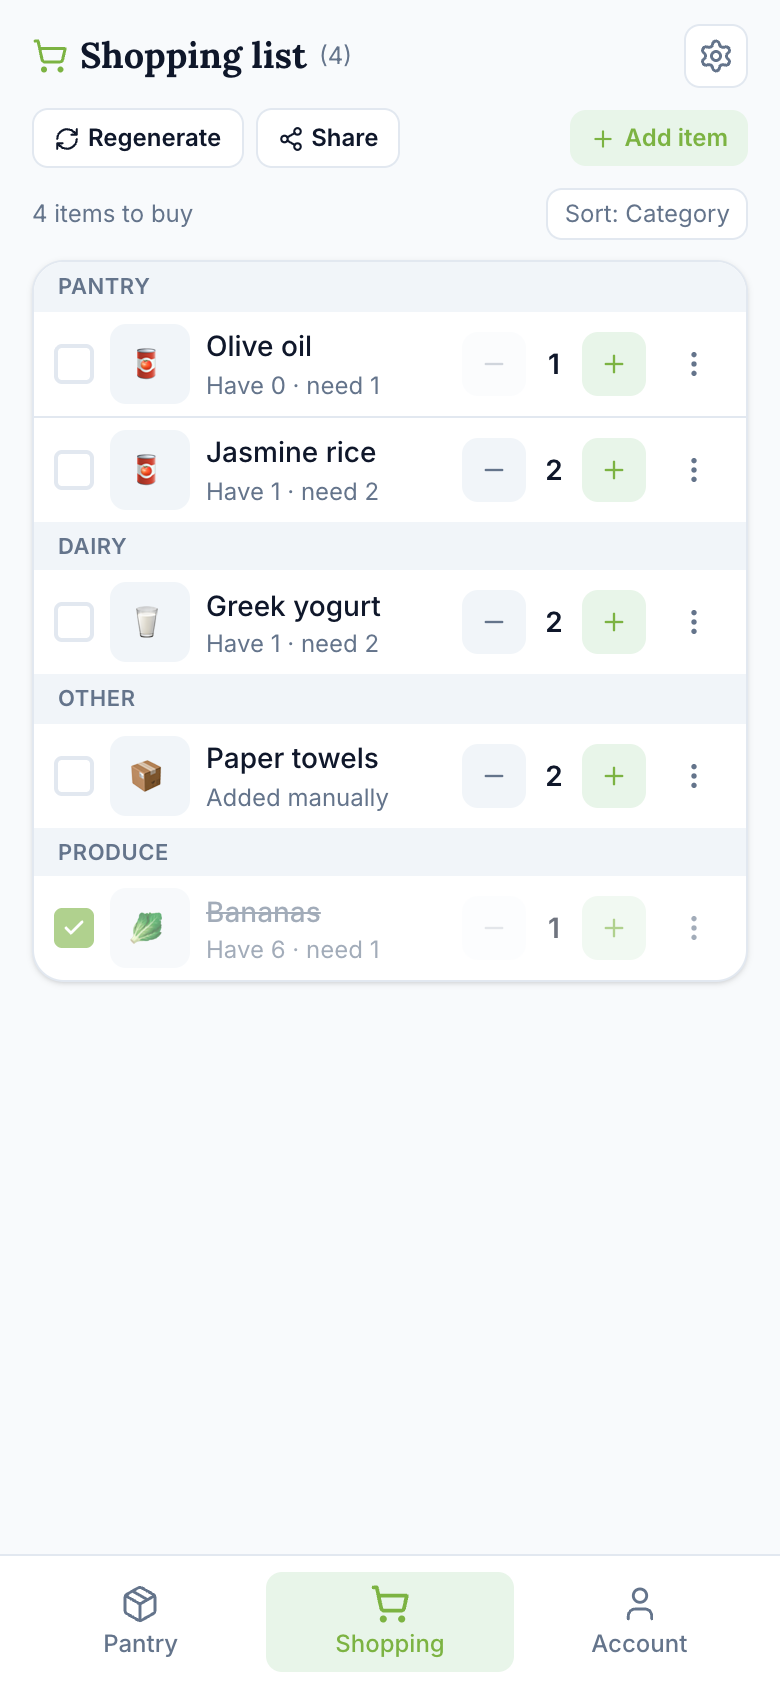 Shopping list (4)
Regenerate
Share
+ Add item
4 items to buy
Sort: Category
PANTRY
Olive oil
Have 0 · need 1
− 1 +
Jasmine rice
Have 1 · need 2
− 2 +
DAIRY
Greek yogurt
Have 1 · need 2
− 2 +
OTHER
Paper towels
Added manually
− 2 +
PRODUCE
Bananas
Have 6 · need 1
− 1 +
Pantry
Shopping
Account